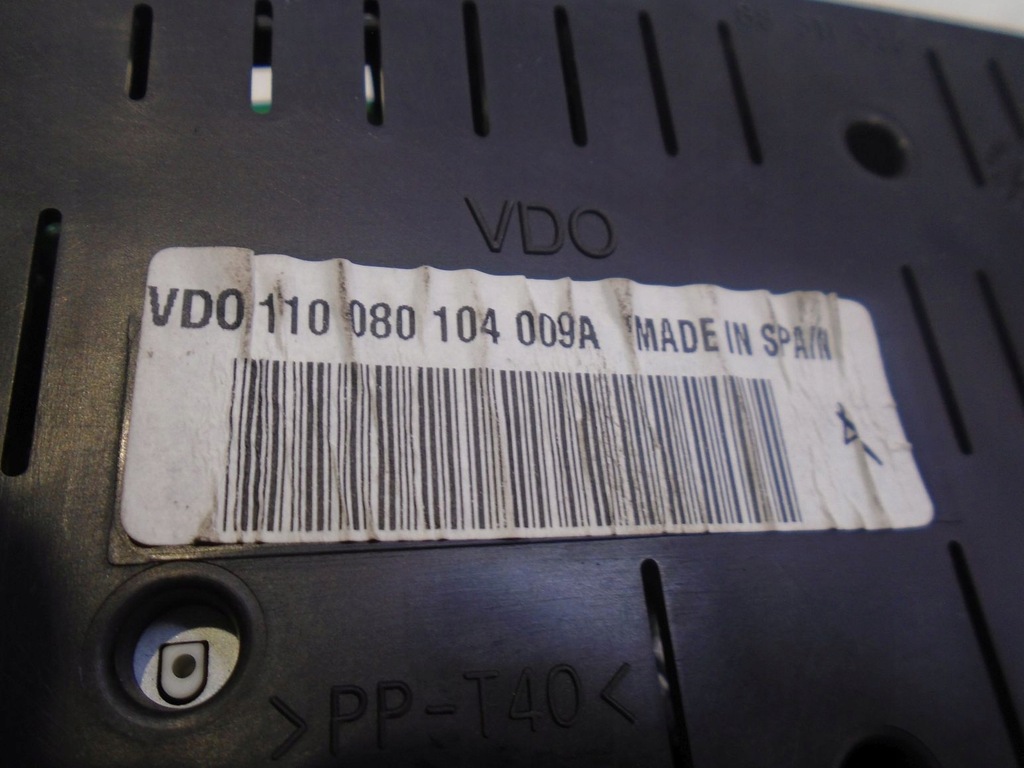 VDO
VDO 110 080 104 009A MADE IN SPAIN
>PP-T40<